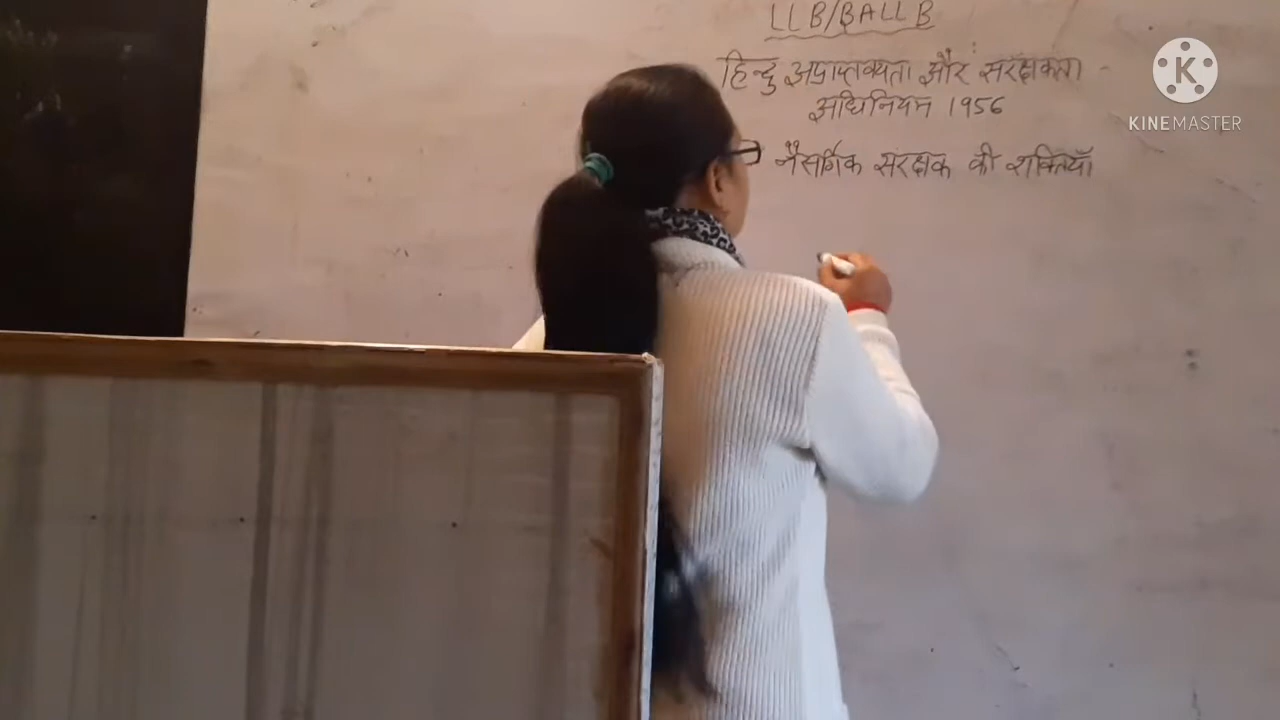 LLB/BALLB
हिन्दु अप्राप्तव्यता और संरक्षकता -
अधिनियम 1956
नैसर्गिक संरक्षक की शक्तियाँ
KINEMASTER